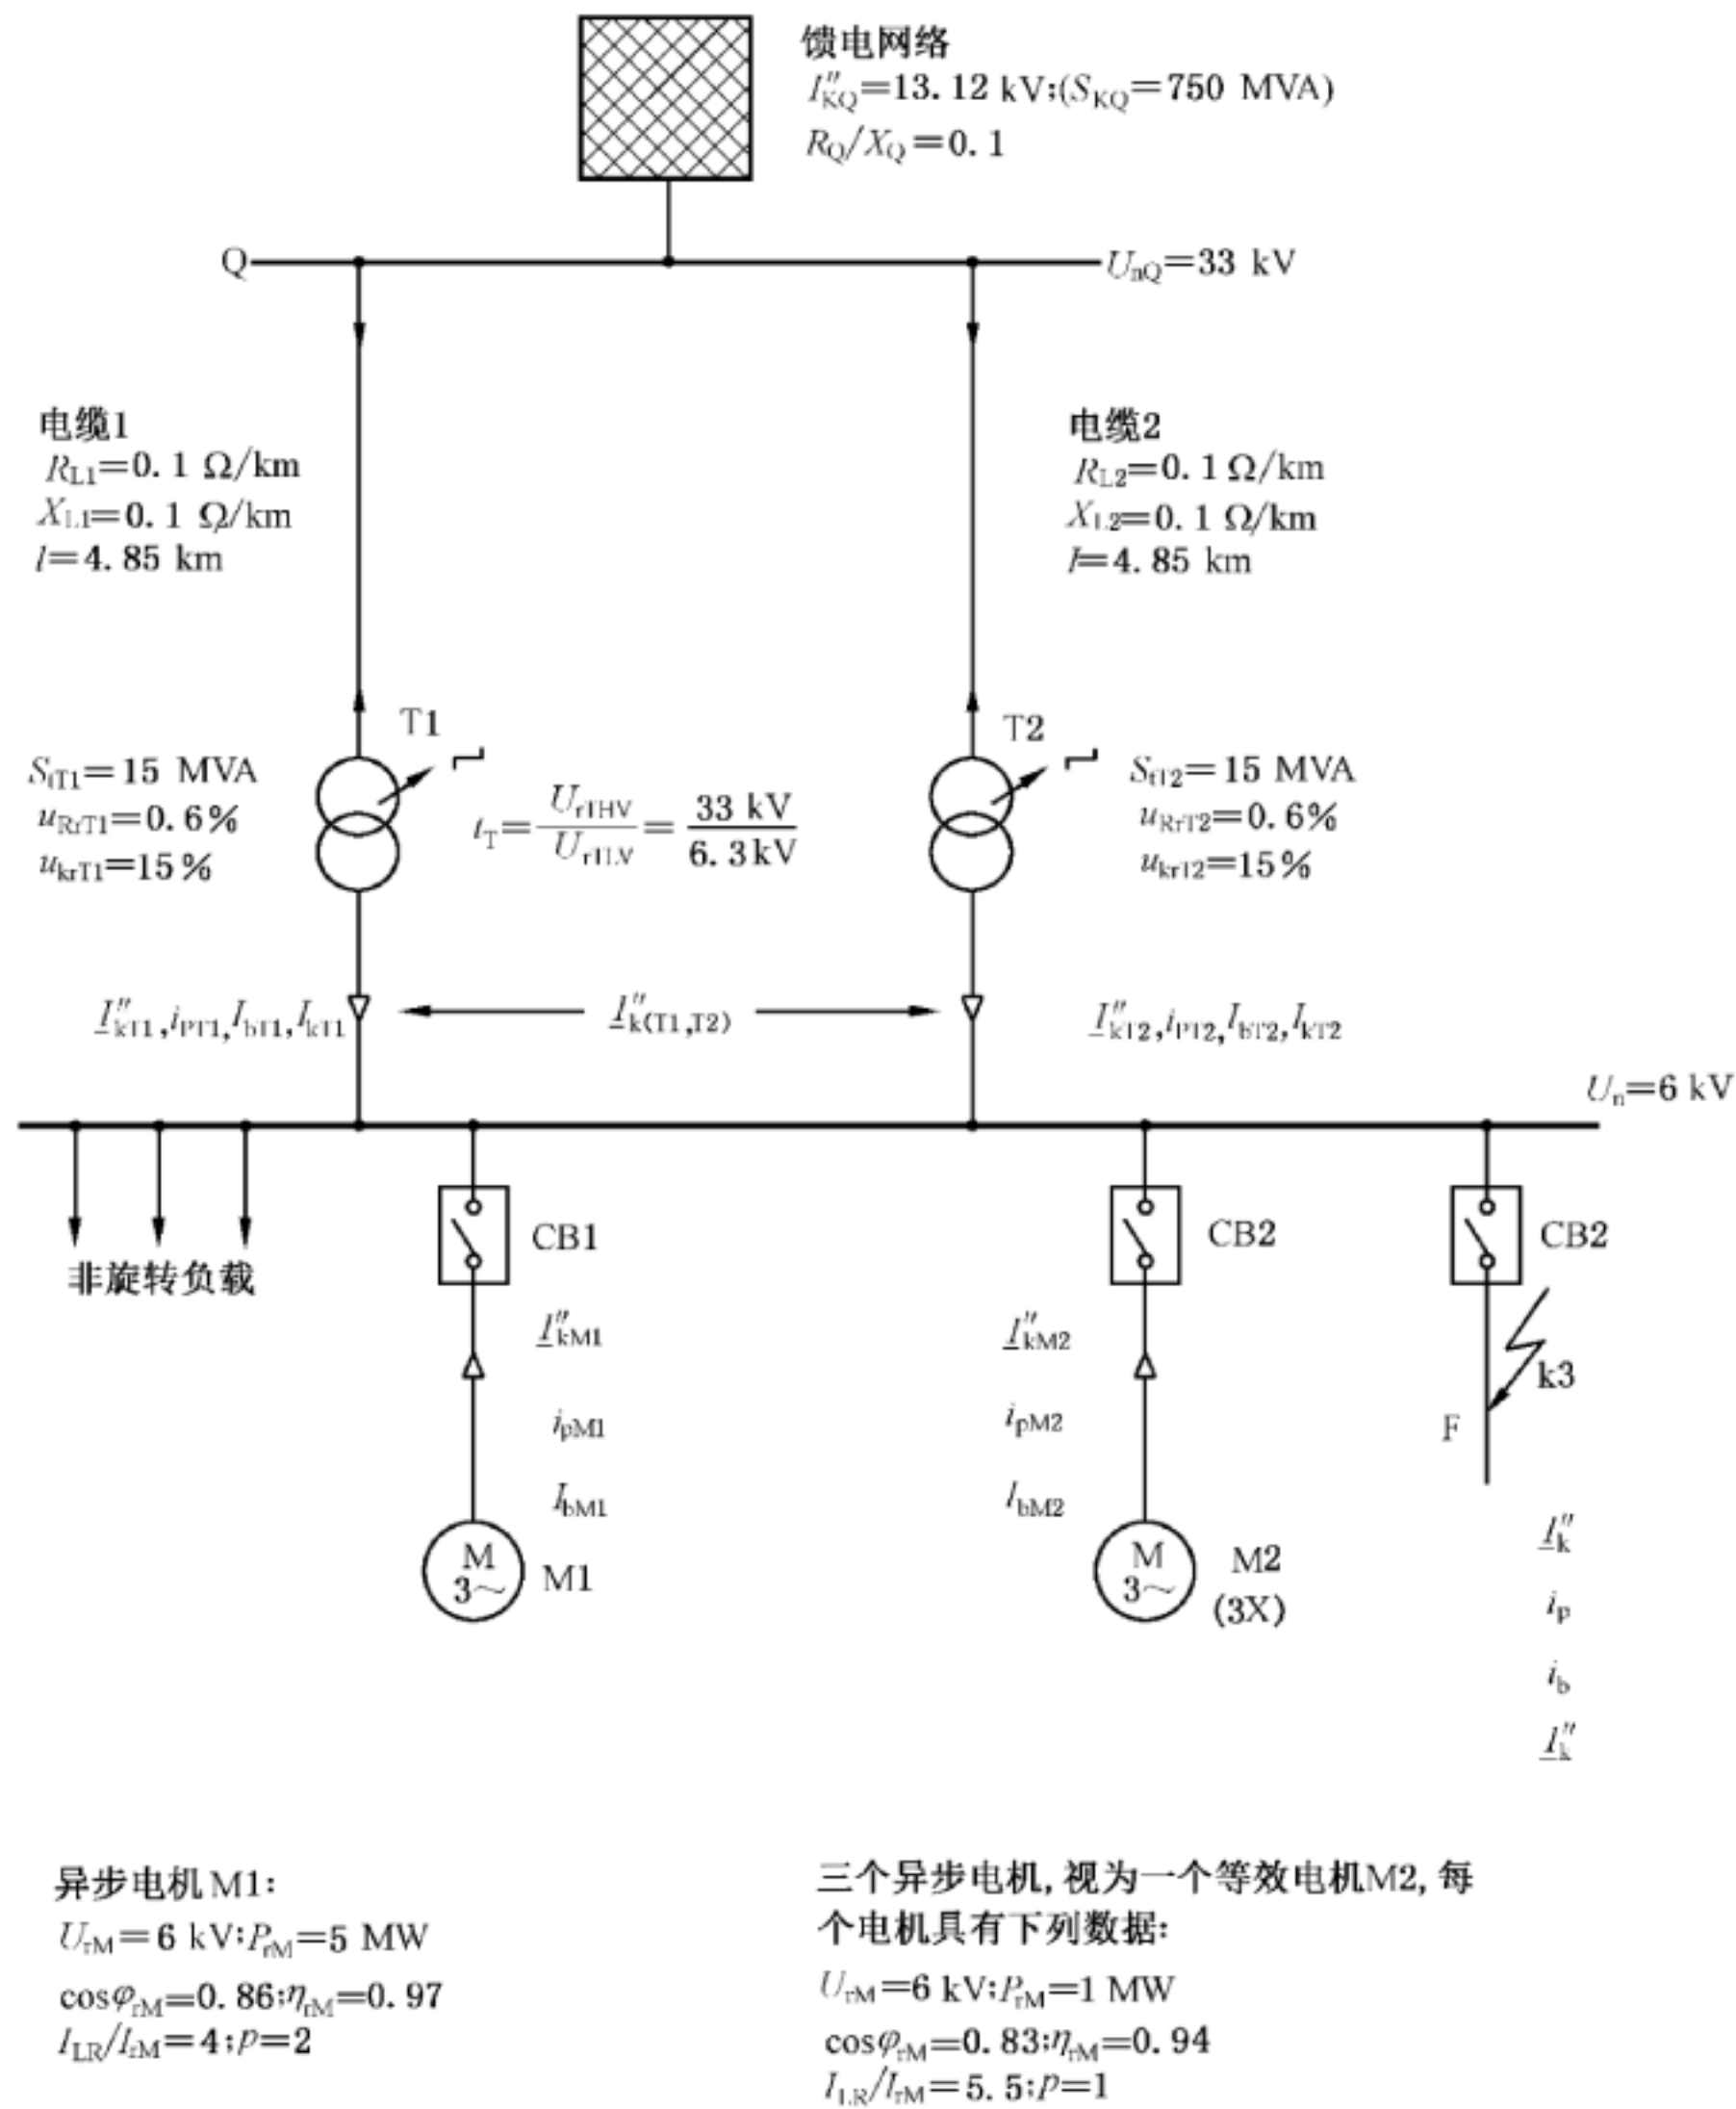 馈电网络
I″KQ=13.12 kV;(SKQ=750 MVA)
RQ/XQ=0.1
Q
UnQ=33 kV
电缆1
RL1=0.1 Ω/km
XL1=0.1 Ω/km
l=4.85 km
电缆2
RL2=0.1 Ω/km
XL2=0.1 Ω/km
l=4.85 km
T1
SrT1=15 MVA
uRrT1=0.6%
ukrT1=15%
tT=UrTHV/UrTLV=33 kV/6.3 kV
T2
SrT2=15 MVA
uRrT2=0.6%
ukrT2=15%
I″kT1,iPT1,IbT1,IkT1
I″k(T1,T2)
I″kT2,iPT2,IbT2,IkT2
Un=6 kV
非旋转负载
CB1
CB2
CB2
I″kM1
ipM1
IbM1
M
3~
M1
I″kM2
ipM2
IbM2
M
3~
M2
(3X)
k3
F
I″k
ip
ib
I″k
异步电机M1:
UrM=6 kV;PrM=5 MW
cosφrM=0.86;ηrM=0.97
ILR/IrM=4;p=2
三个异步电机,视为一个等效电机M2,每
个电机具有下列数据:
UrM=6 kV;PrM=1 MW
cosφrM=0.83;ηrM=0.94
ILR/IrM=5.5;p=1